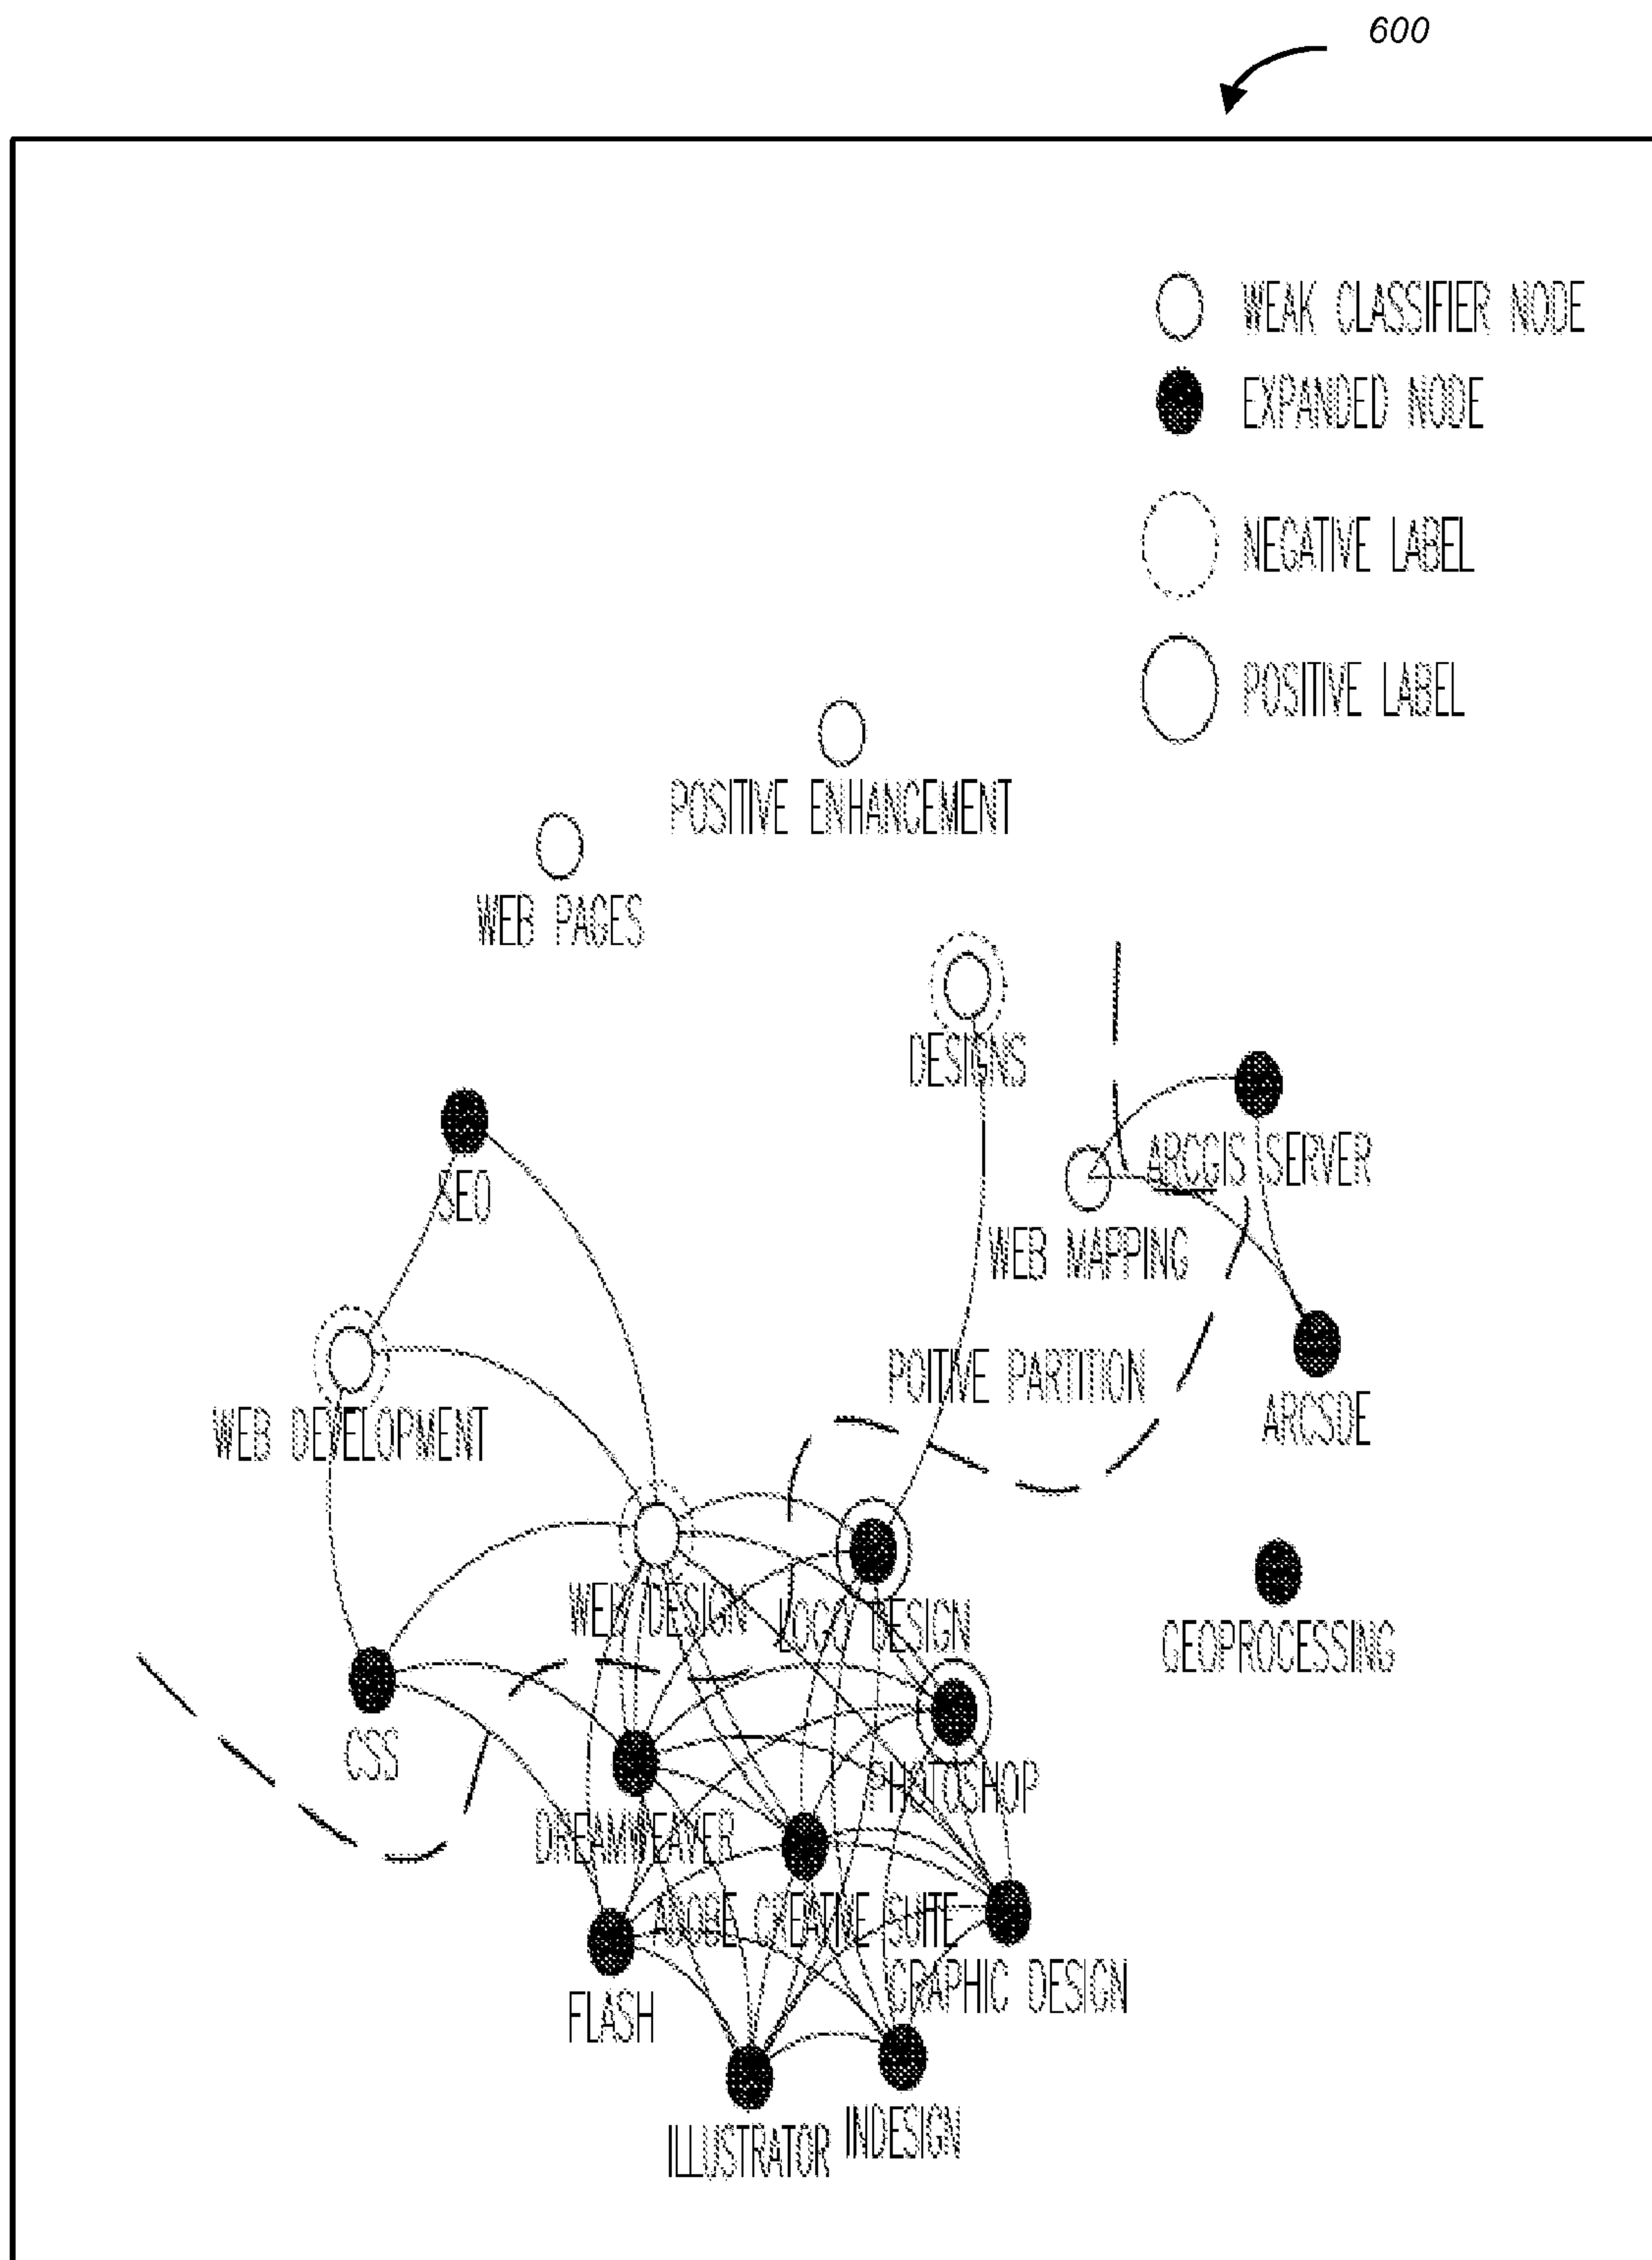 600
WEAK CLASSIFIER NODE
EXPANDED NODE
NEGATIVE LABEL
POSITIVE LABEL
POSITIVE ENHANCEMENT
WEB PAGES
DESIGNS
ARCGIS SERVER
SEO
WEB MAPPING
POITIVE PARTITION
ARCSDE
WEB DEVELOPMENT
WEB DESIGN
LOGO DESIGN
GEOPROCESSING
CSS
PHOTOSHOP
DREAMWEAVER
ADOBE CREATIVE SUITE
GRAPHIC DESIGN
FLASH
INDESIGN
ILLUSTRATOR